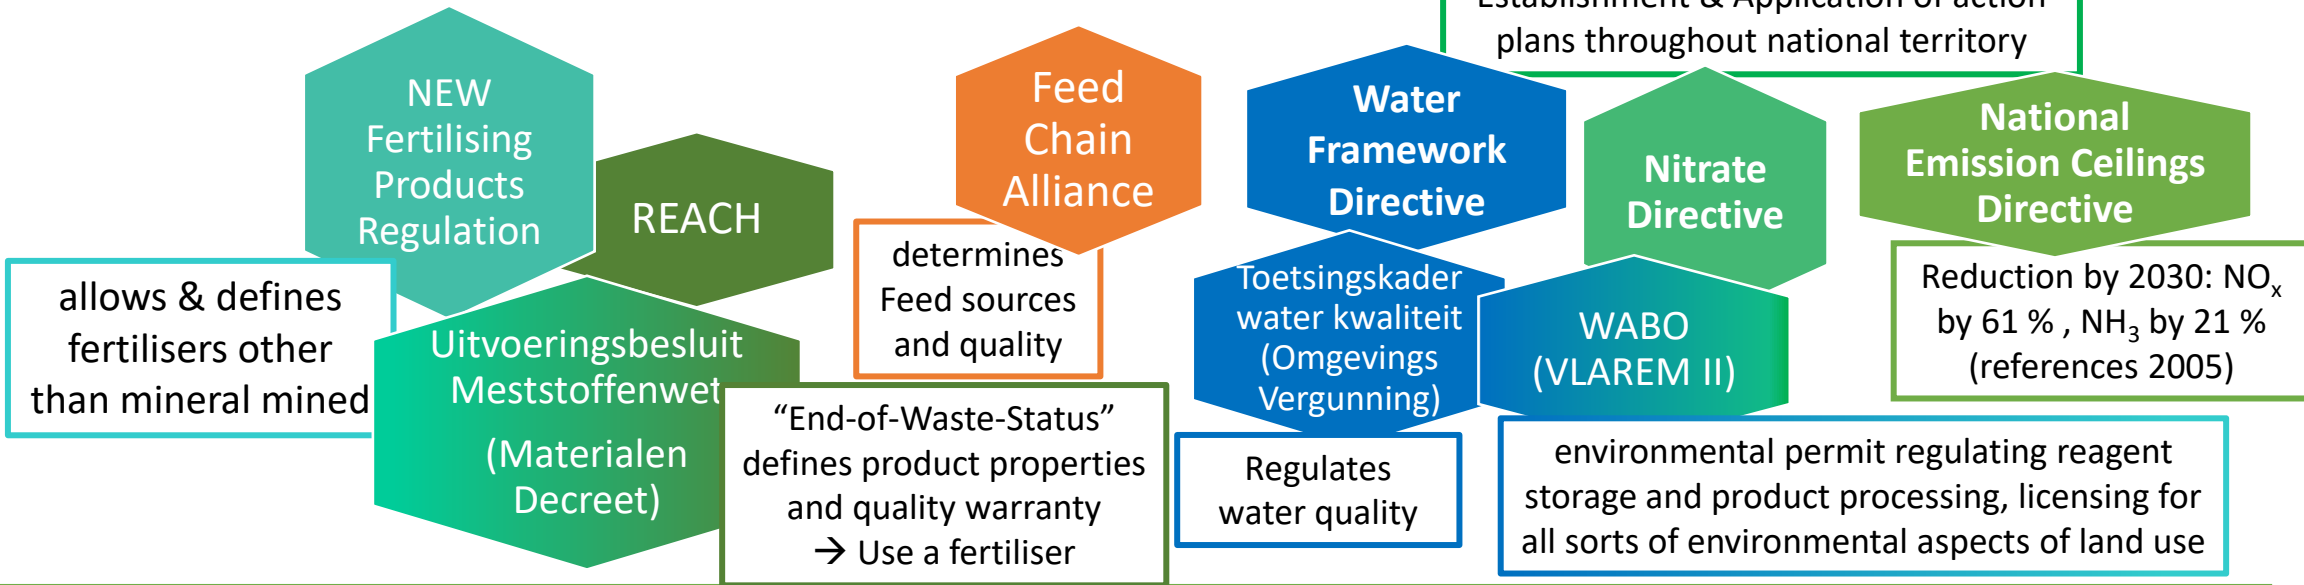 Establishment & Application of action
plans throughout national territory
NEW
Fertilising
Products
Regulation
REACH
allows & defines
fertilisers other
than mineral mined
Uitvoeringsbesluit
Meststoffenwet
(Materialen
Decreet)
“End-of-Waste-Status”
defines product properties
and quality warranty
→ Use a fertiliser
Feed
Chain
Alliance
determines
Feed sources
and quality
Water
Framework
Directive
Toetsingskader
water kwaliteit
(Omgevings
Vergunning)
Regulates
water quality
Nitrate
Directive
WABO
(VLAREM II)
environmental permit regulating reagent
storage and product processing, licensing for
all sorts of environmental aspects of land use
National
Emission Ceilings
Directive
Reduction by 2030: NOx
by 61 % , NH3 by 21 %
(references 2005)